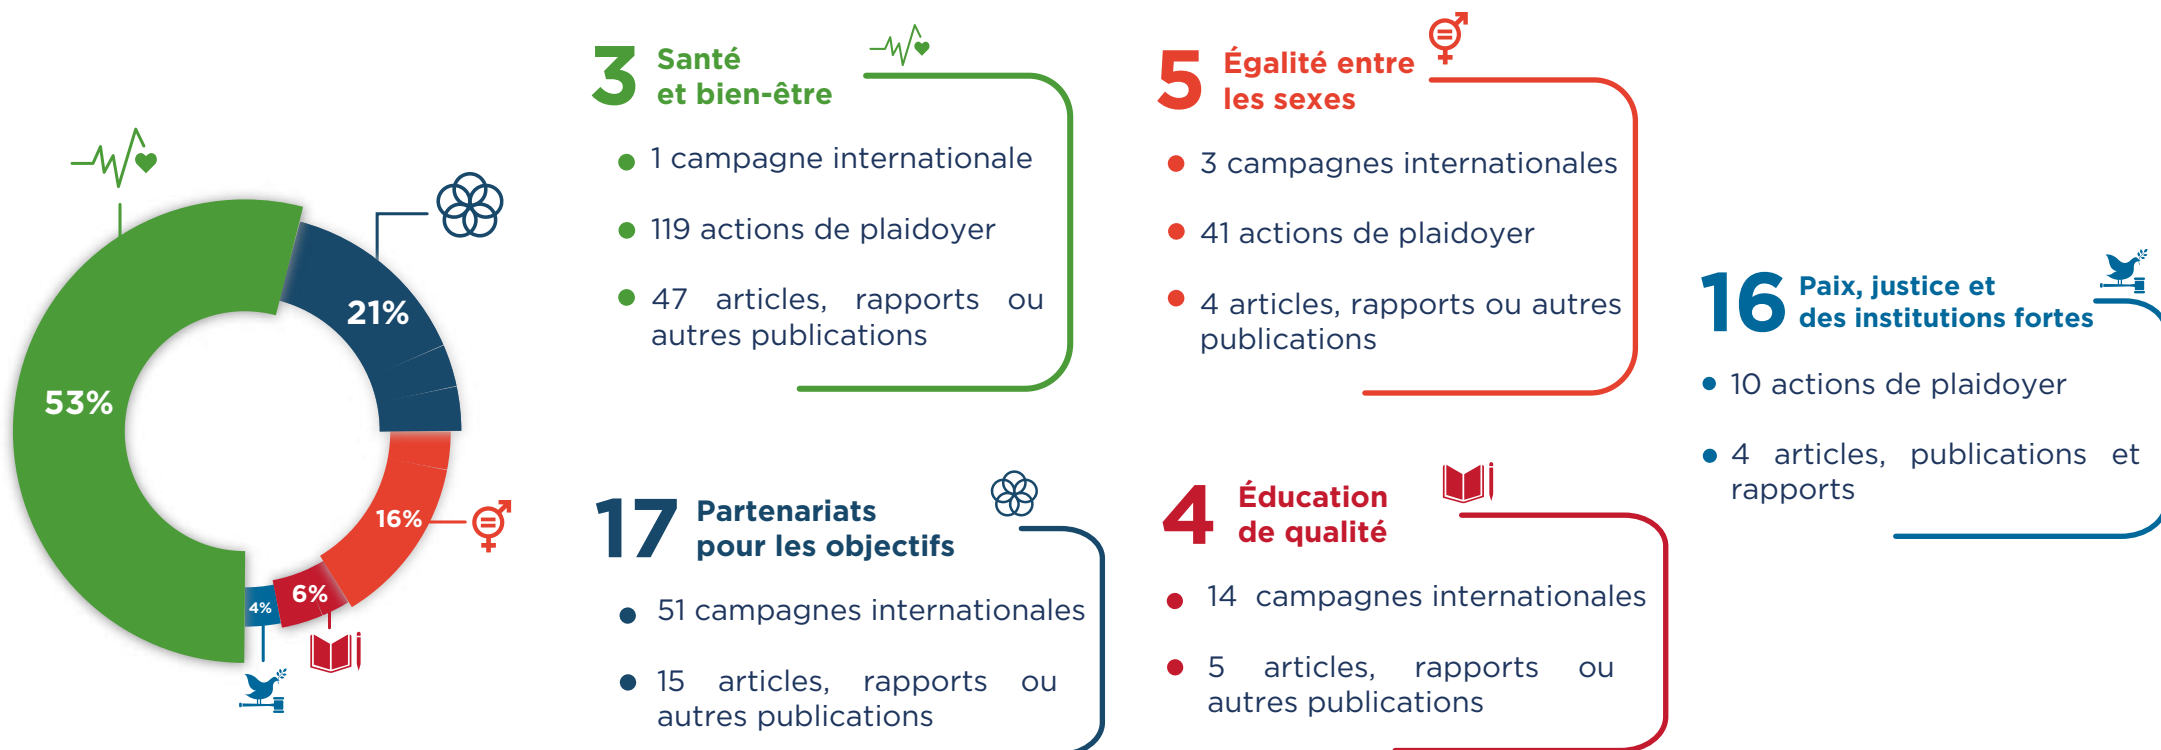 53%
21%
16%
6%
4%
3 Santé
et bien-être
1 campagne internationale
119 actions de plaidoyer
47 articles, rapports ou
autres publications
5 Égalité entre
les sexes
3 campagnes internationales
41 actions de plaidoyer
4 articles, rapports ou autres
publications
16 Paix, justice et
des institutions fortes
10 actions de plaidoyer
4 articles, publications et
rapports
17 Partenariats
pour les objectifs
51 campagnes internationales
15 articles, rapports ou
autres publications
4 Éducation
de qualité
14 campagnes internationales
5 articles, rapports ou
autres publications